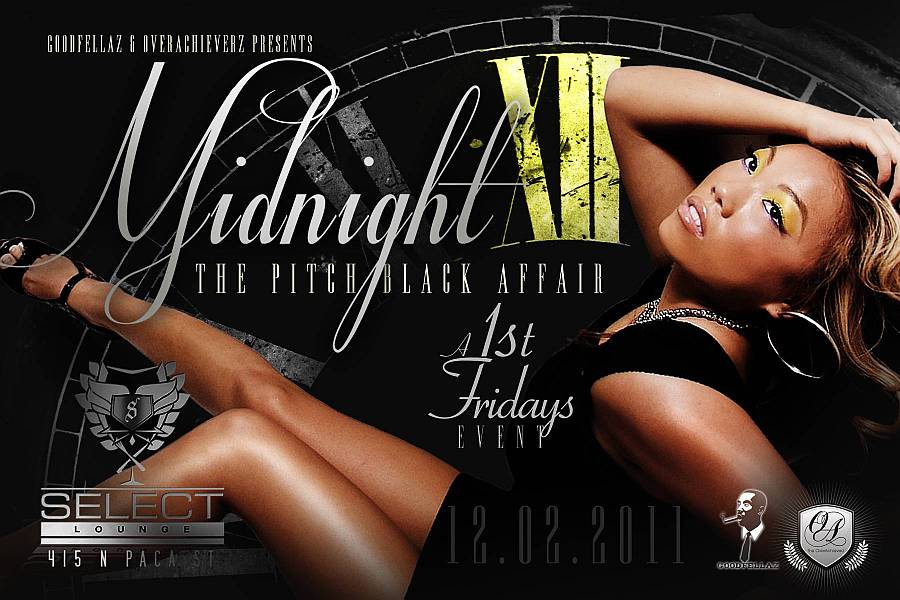 GOODFELLAZ & OVERACHIEVERZ PRESENTS
Midnight
XI
XII
THE PITCH BLACK AFFAIR
A 1st
Fridays
EVENT
S
SELECT
LOUNGE
415 N PACA ST
12.02.2011
GOODFELLAZ
OA